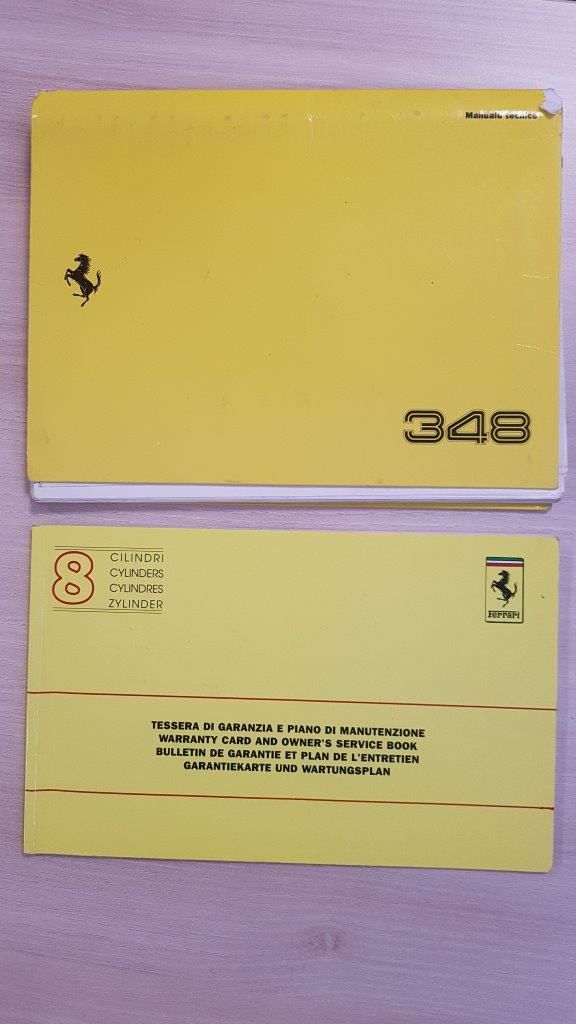 Manuale tecnico
348
8
CILINDRI
CYLINDERS
CYLINDRES
ZYLINDER
Ferrari
TESSERA DI GARANZIA E PIANO DI MANUTENZIONE
WARRANTY CARD AND OWNER'S SERVICE BOOK
BULLETIN DE GARANTIE ET PLAN DE L'ENTRETIEN
GARANTIEKARTE UND WARTUNGSPLAN